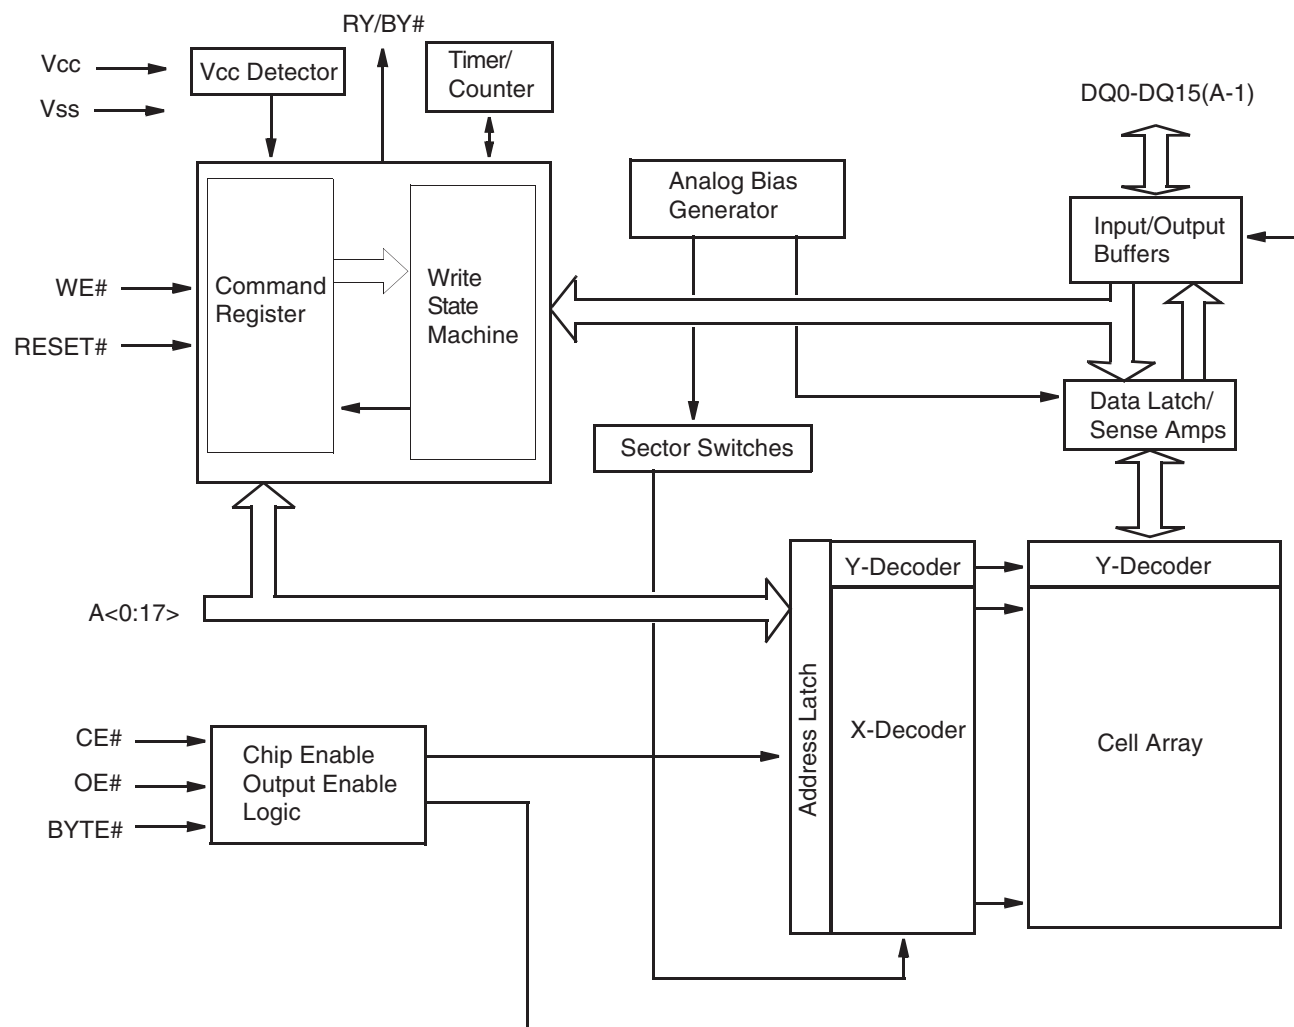 RY/BY#
Vcc
Vss
Vcc Detector
Timer/
Counter
DQ0-DQ15(A-1)
Analog Bias
Generator
Input/Output
Buffers
WE#
RESET#
Command
Register
Write
State
Machine
Data Latch/
Sense Amps
Sector Switches
A<0:17>
Y-Decoder
Y-Decoder
Address Latch
X-Decoder
Cell Array
CE#
OE#
BYTE#
Chip Enable
Output Enable
Logic